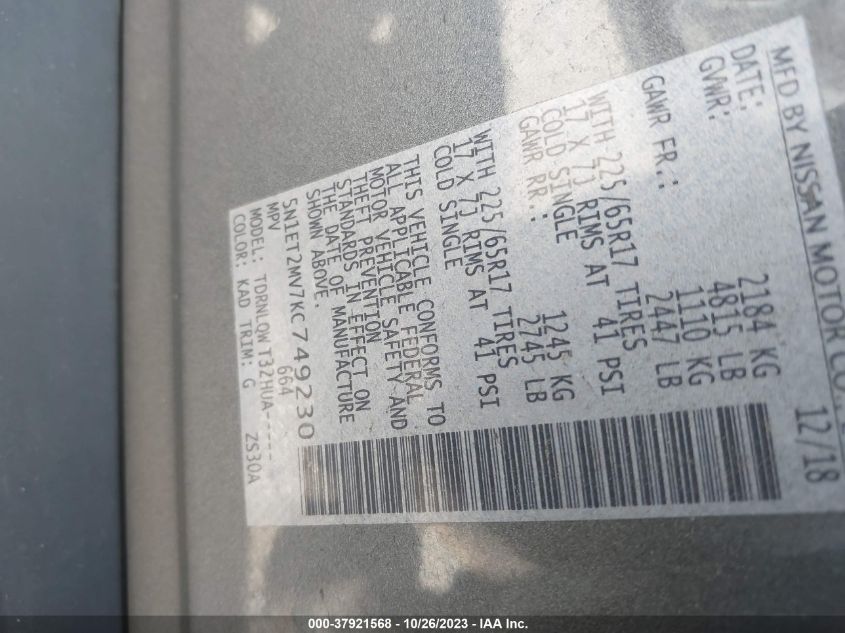 MFD BY NISSAN MOTOR CO.,
DATE: 12/18
GVWR: 2184 KG
4815 LB
GAWR FR.: 1110 KG
2447 LB
WITH 225/65R17 TIRES
17 X 7J RIMS AT 41 PSI
COLD SINGLE
GAWR RR.: 1245 KG
2745 LB
WITH 225/65R17 TIRES
17 X 7J RIMS AT 41 PSI
COLD SINGLE
THIS VEHICLE CONFORMS TO
ALL APPLICABLE FEDERAL
MOTOR VEHICLE SAFETY AND
THEFT PREVENTION
STANDARDS IN EFFECT ON
THE DATE OF MANUFACTURE
SHOWN ABOVE.
5N1ET2MV7KC749230
MPV 664
MODEL: TDRNLQW T32HUA-----
COLOR: KAD TRIM: G ZS30A
000-37921568 | 10/26/2023 - IAA Inc.